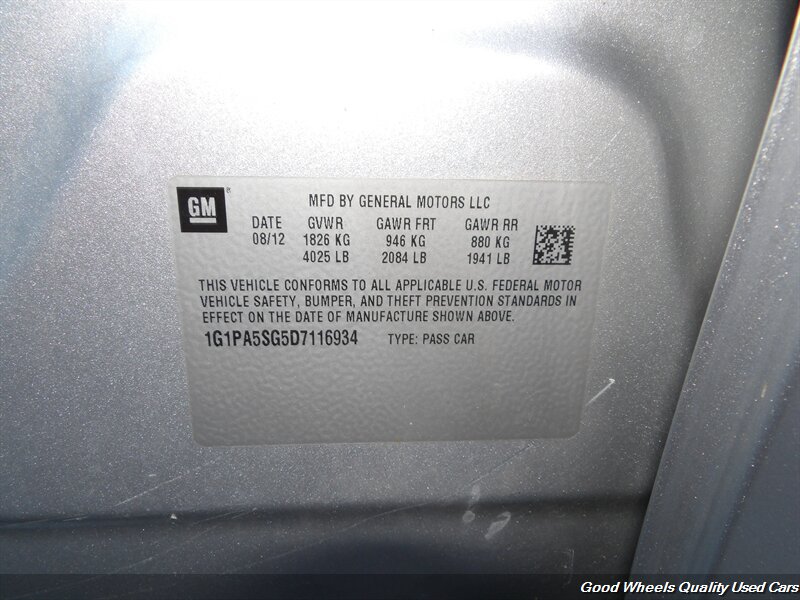 GM
®
MFD BY GENERAL MOTORS LLC
DATE GVWR GAWR FRT GAWR RR
08/12 1826 KG 946 KG 880 KG
4025 LB 2084 LB 1941 LB
THIS VEHICLE CONFORMS TO ALL APPLICABLE U.S. FEDERAL MOTOR
VEHICLE SAFETY, BUMPER, AND THEFT PREVENTION STANDARDS IN
EFFECT ON THE DATE OF MANUFACTURE SHOWN ABOVE.
1G1PA5SG5D7116934 TYPE: PASS CAR
Good Wheels Quality Used Cars